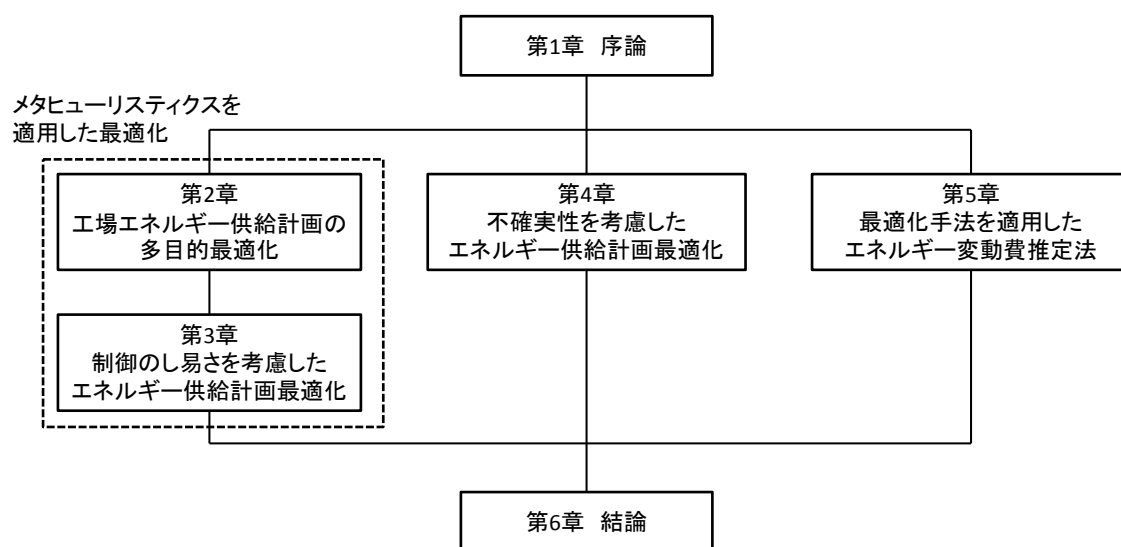 第1章 序論
メタヒューリスティクスを
適用した最適化
第2章
工場エネルギー供給計画の
多目的最適化
第3章
制御のし易さを考慮した
エネルギー供給計画最適化
第4章
不確実性を考慮した
エネルギー供給計画最適化
第5章
最適化手法を適用した
エネルギー変動費推定法
第6章 結論